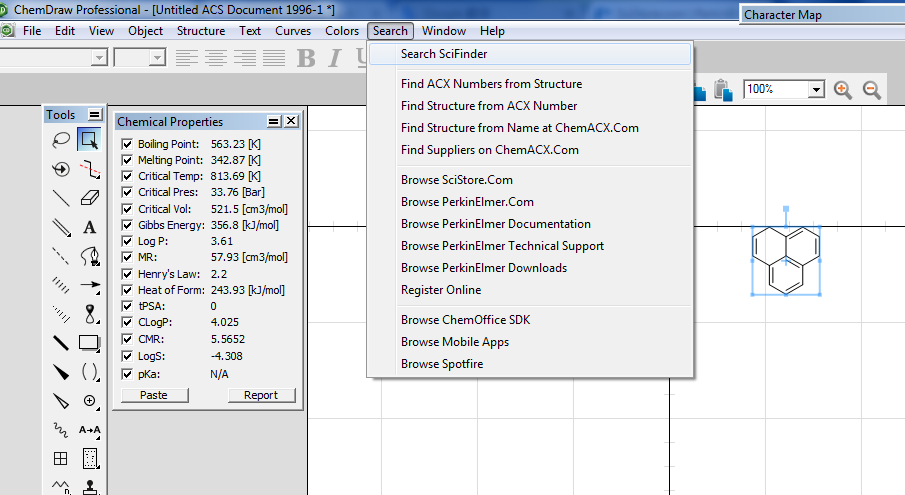 ChemDraw Professional - [Untitled ACS Document 1996-1 *]
Character Map
File Edit View Object Structure Text Curves Colors Search Window Help
B I U
100%
Search SciFinder
Find ACX Numbers from Structure
Find Structure from ACX Number
Find Structure from Name at ChemACX.Com
Find Suppliers on ChemACX.Com
Browse SciStore.Com
Browse PerkinElmer.Com
Browse PerkinElmer Documentation
Browse PerkinElmer Technical Support
Browse PerkinElmer Downloads
Register Online
Browse ChemOffice SDK
Browse Mobile Apps
Browse Spotfire
Tools
A
A→A
Chemical Properties
Boiling Point: 563.23 [K]
Melting Point: 342.87 [K]
Critical Temp: 813.69 [K]
Critical Pres: 33.76 [Bar]
Critical Vol: 521.5 [cm3/mol]
Gibbs Energy: 356.8 [kJ/mol]
Log P: 3.61
MR: 57.93 [cm3/mol]
Henry's Law: 2.2
Heat of Form: 243.93 [kJ/mol]
tPSA: 0
CLogP: 4.025
CMR: 5.5652
LogS: -4.308
pKa: N/A
Paste Report